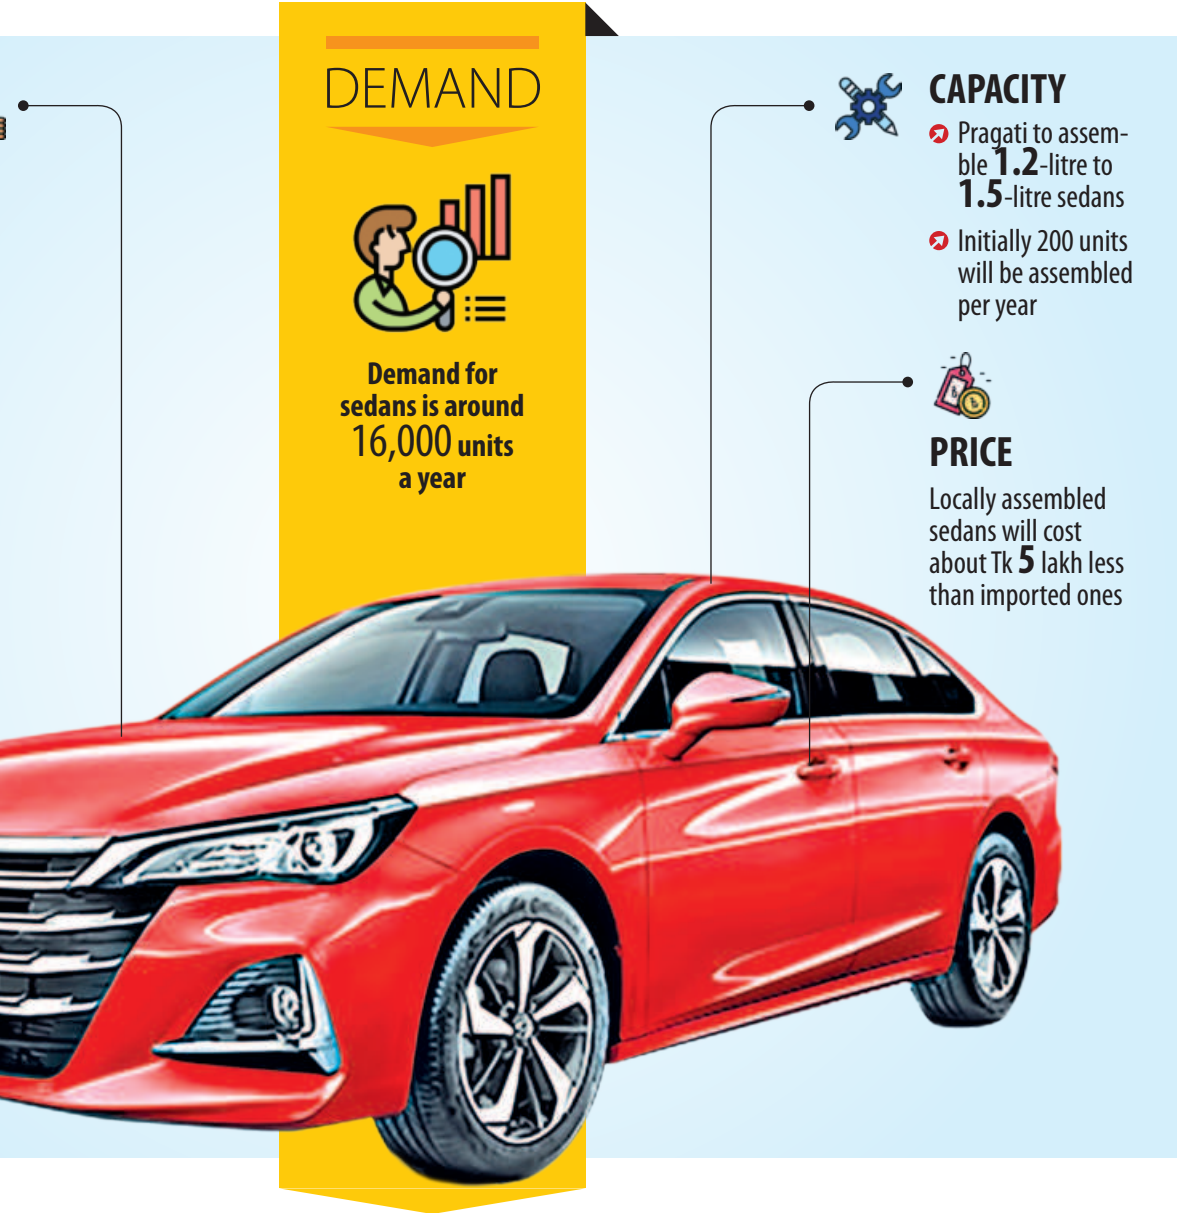 DEMAND
Demand for
sedans is around
16,000 units
a year
CAPACITY
Pragati to assem-
ble 1.2-litre to
1.5-litre sedans
Initially 200 units
will be assembled
per year
PRICE
Locally assembled
sedans will cost
about Tk 5 lakh less
than imported ones